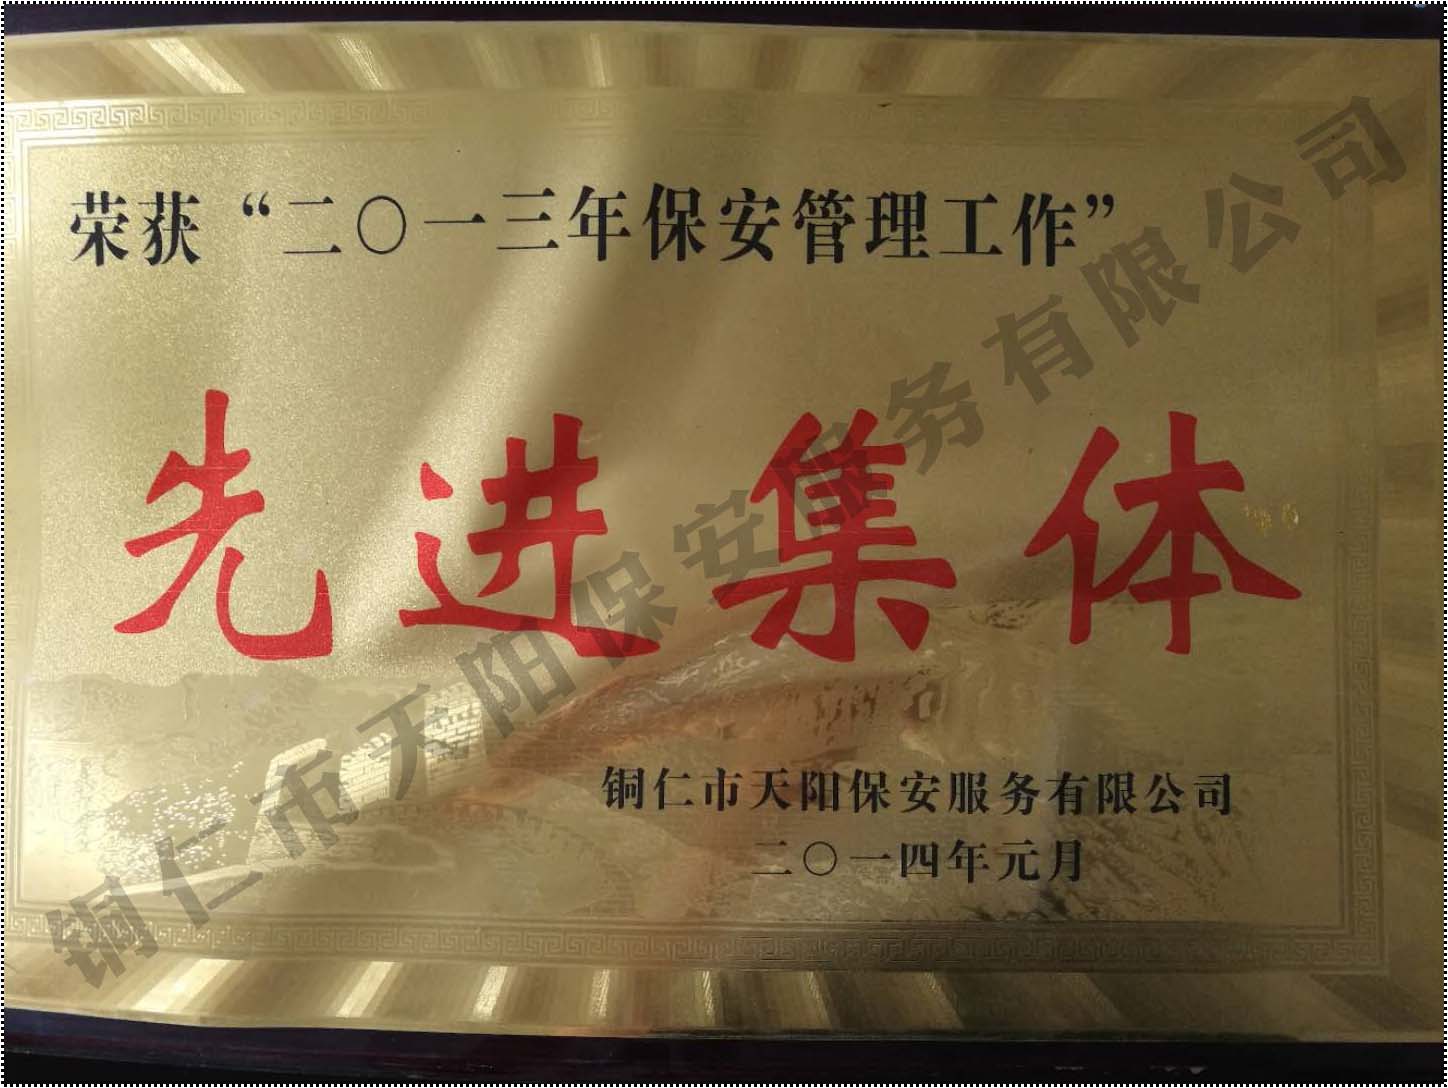 荣获“二〇一三年保安管理工作”
先进集体
铜仁市天阳保安服务有限公司
二〇一四年元月
铜仁市天阳保安服务有限公司